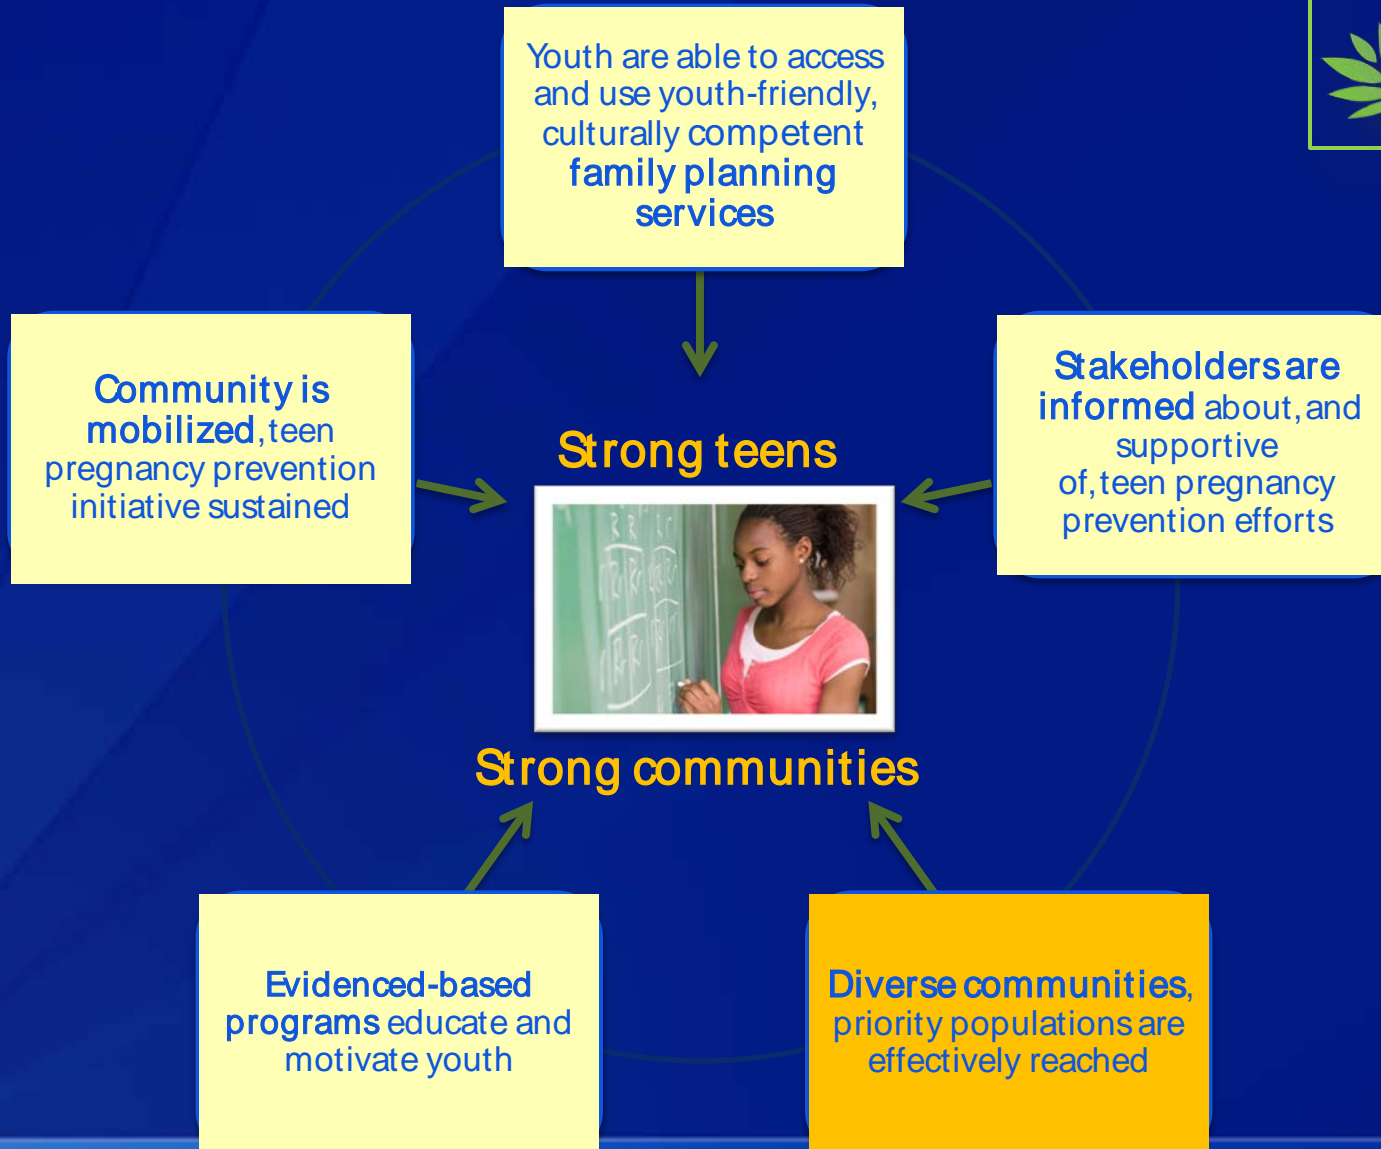 Youth are able to access
and use youth-friendly,
culturally competent
family planning
services
Community is
mobilized, teen
pregnancy prevention
initiative sustained
Stakeholders are
informed about, and
supportive
of, teen pregnancy
prevention efforts
Strong teens
Strong communities
Evidenced-based
programs educate and
motivate youth
Diverse communities,
priority populations are
effectively reached